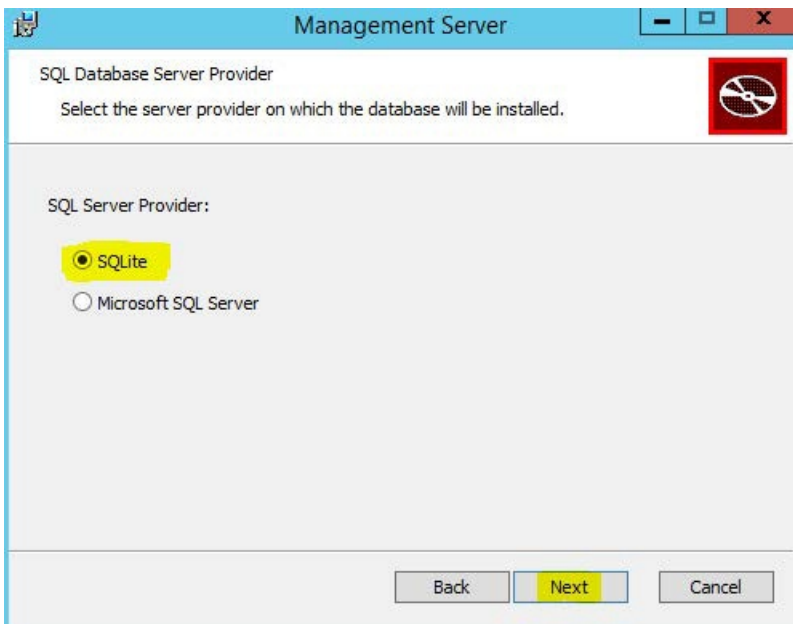 Management Server
SQL Database Server Provider
Select the server provider on which the database will be installed.
SQL Server Provider:
SQLite
Microsoft SQL Server
Back Next Cancel